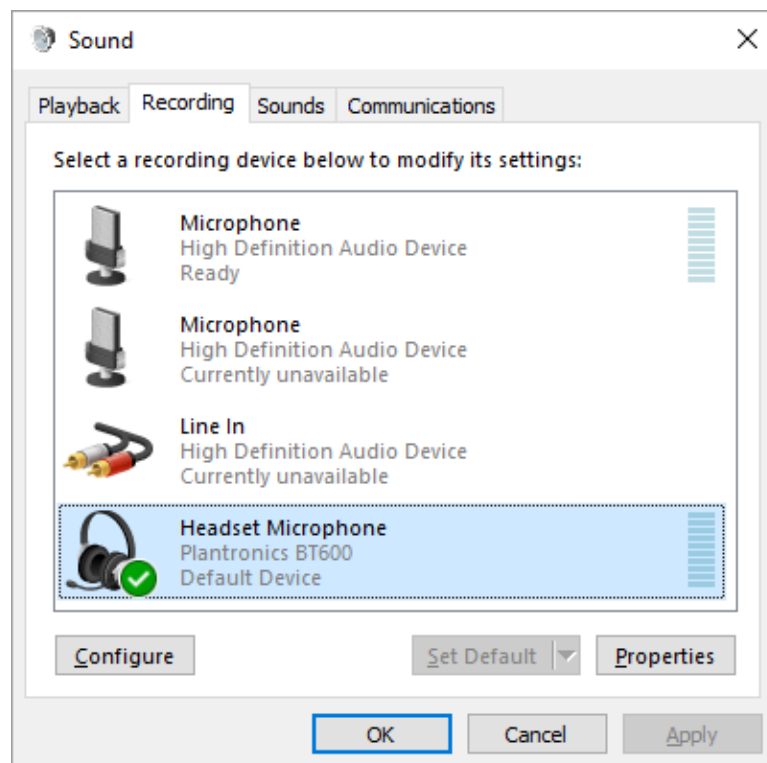 Sound
Playback Recording Sounds Communications
Select a recording device below to modify its settings:
Microphone
High Definition Audio Device
Ready
Microphone
High Definition Audio Device
Currently unavailable
Line In
High Definition Audio Device
Currently unavailable
Headset Microphone
Plantronics BT600
Default Device
Configure Set Default Properties
OK Cancel Apply